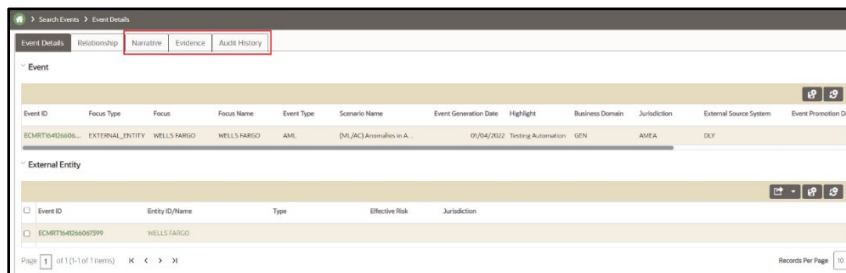 > Search Events > Event Details
Event Details Relationship Narrative Evidence Audit History
Event
Event ID Focus Type Focus Focus Name Event Type Scenario Name Event Generation Date Highlight Business Domain Jurisdiction External Source System Event Promotion D
ECMRT164126606... EXTERNAL_ENTITY WELLS FARGO WELLS FARGO AML (ML/AC) Anomalies in A... 01/04/2022 Testing Automation GEN AMEA DLY
External Entity
Event ID Entity ID/Name Type Effective Risk Jurisdiction
ECMRT1641266067599 WELLS FARGO
Page 1 of 1 (1-1 of 1 items) Records Per Page 10